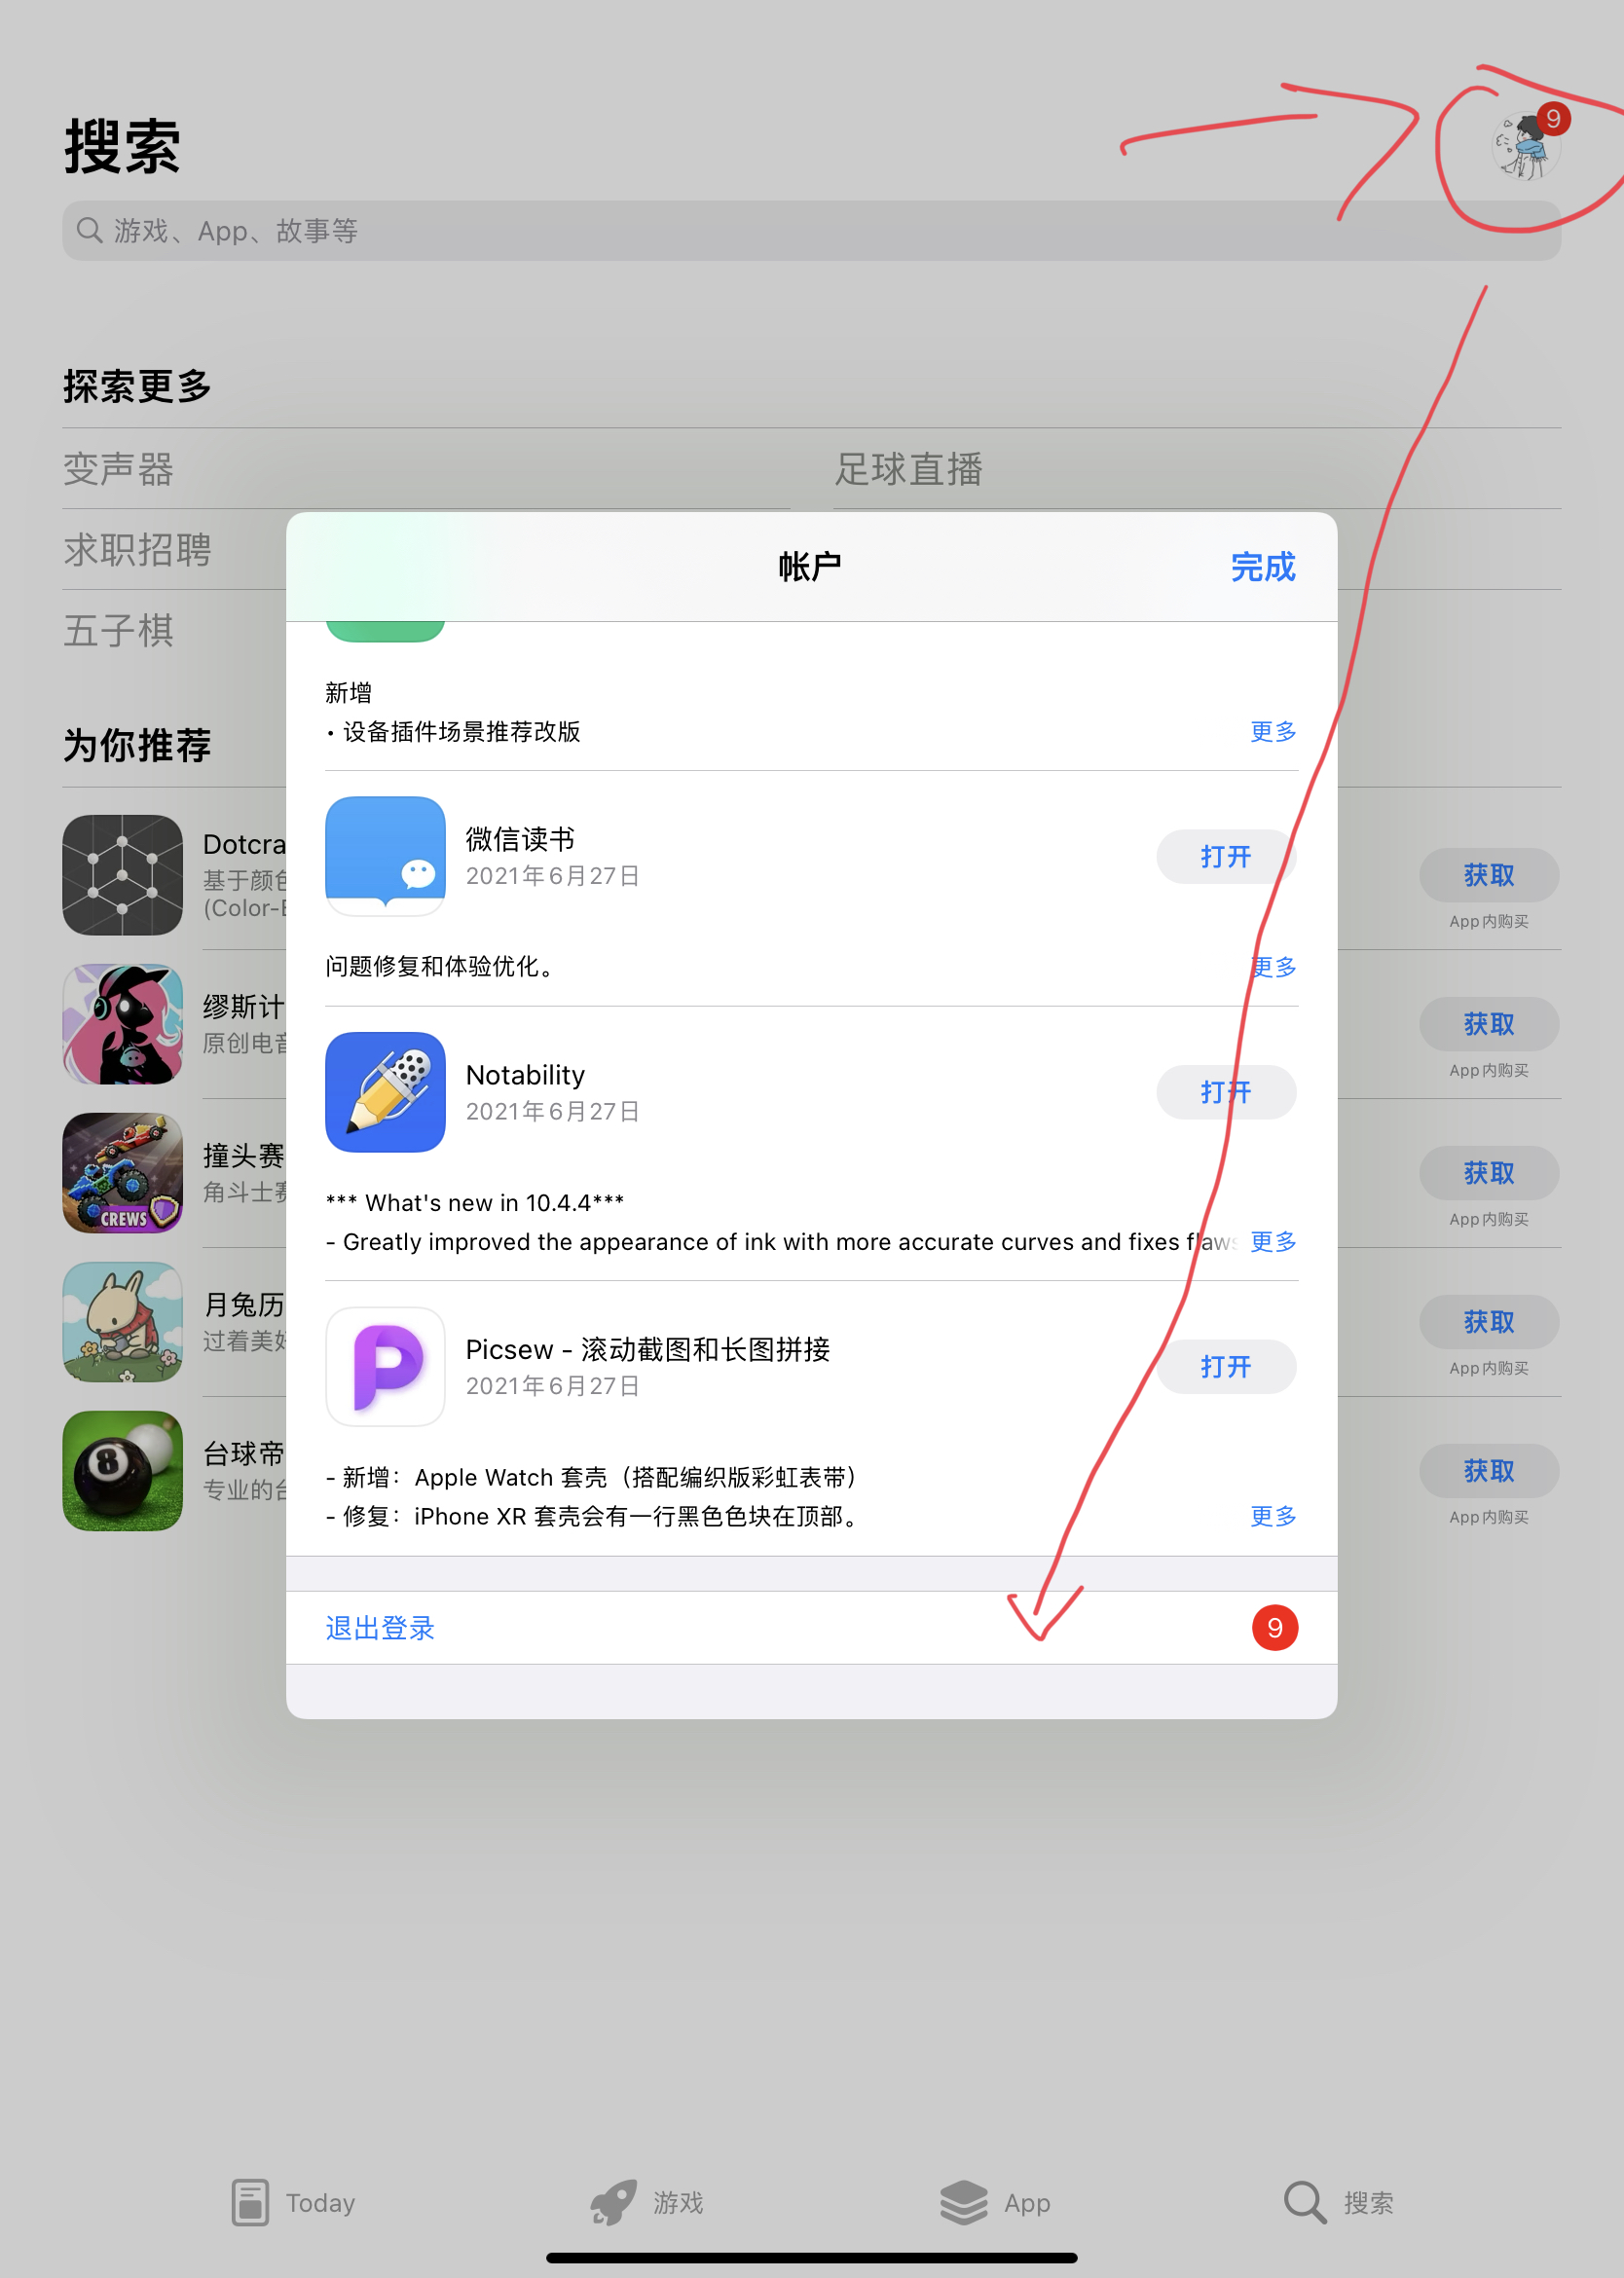 搜索
9
游戏、App、故事等
探索更多
变声器
足球直播
求职招聘
五子棋
为你推荐
Dotcra
基于颜色
(Color-B
获取
App内购买
缪斯计
原创电音
获取
App内购买
撞头赛
角斗士赛
CREWS
获取
App内购买
月兔历
过着美好
获取
App内购买
8
台球帝
专业的台
获取
App内购买
帐户
完成
新增
• 设备插件场景推荐改版
更多
微信读书
2021年6月27日
打开
问题修复和体验优化。
更多
Notability
2021年6月27日
打开
*** What's new in 10.4.4***
- Greatly improved the appearance of ink with more accurate curves and fixes flaws
更多
Picsew - 滚动截图和长图拼接
2021年6月27日
打开
- 新增：Apple Watch 套壳（搭配编织版彩虹表带）
- 修复：iPhone XR 套壳会有一行黑色色块在顶部。
更多
退出登录
9
Today
游戏
App
搜索